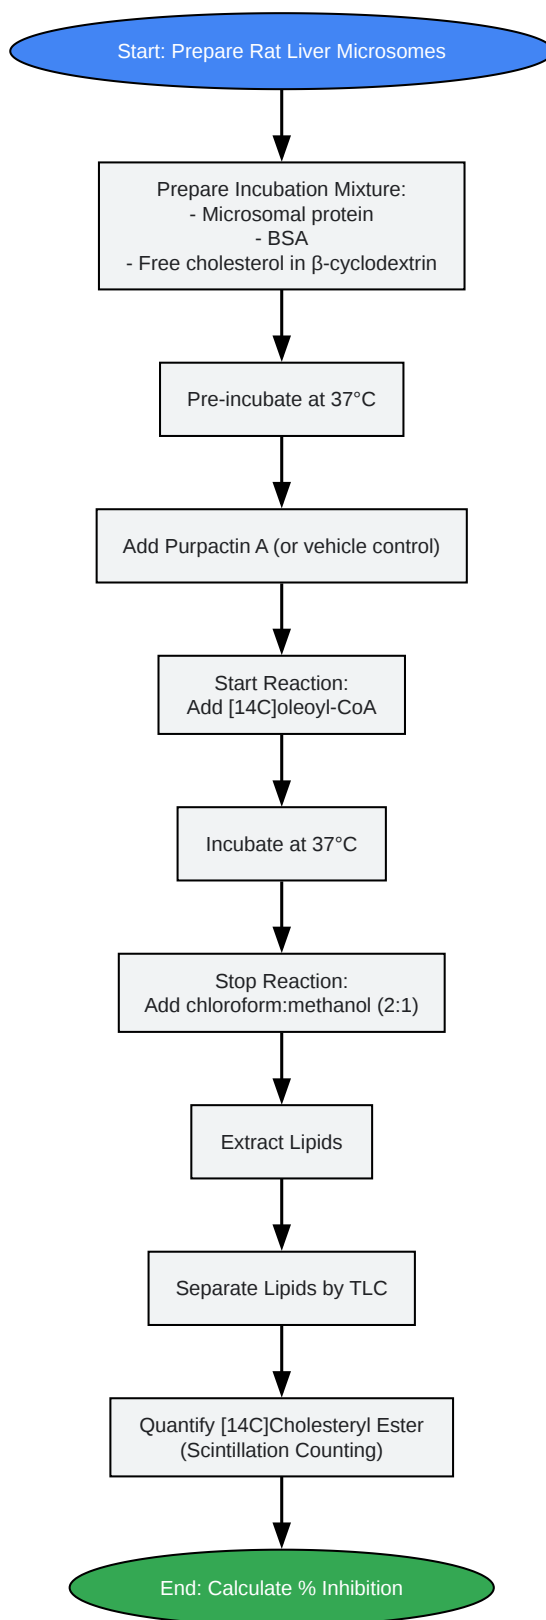 Start: Prepare Rat Liver Microsomes
Prepare Incubation Mixture:
- Microsomal protein
- BSA
- Free cholesterol in β-cyclodextrin
Pre-incubate at 37°C
Add Purpactin A (or vehicle control)
Start Reaction:
Add [14C]oleoyl-CoA
Incubate at 37°C
Stop Reaction:
Add chloroform:methanol (2:1)
Extract Lipids
Separate Lipids by TLC
Quantify [14C]Cholesteryl Ester
(Scintillation Counting)
End: Calculate % Inhibition